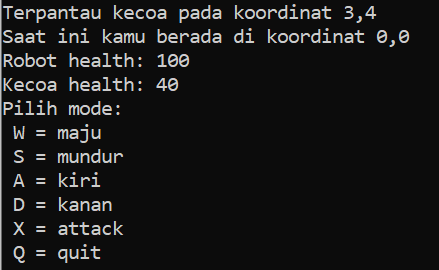 Terpantau kecoa pada koordinat 3,4
Saat ini kamu berada di koordinat 0,0
Robot health: 100
Kecoa health: 40
Pilih mode:
W = maju
S = mundur
A = kiri
D = kanan
X = attack
Q = quit